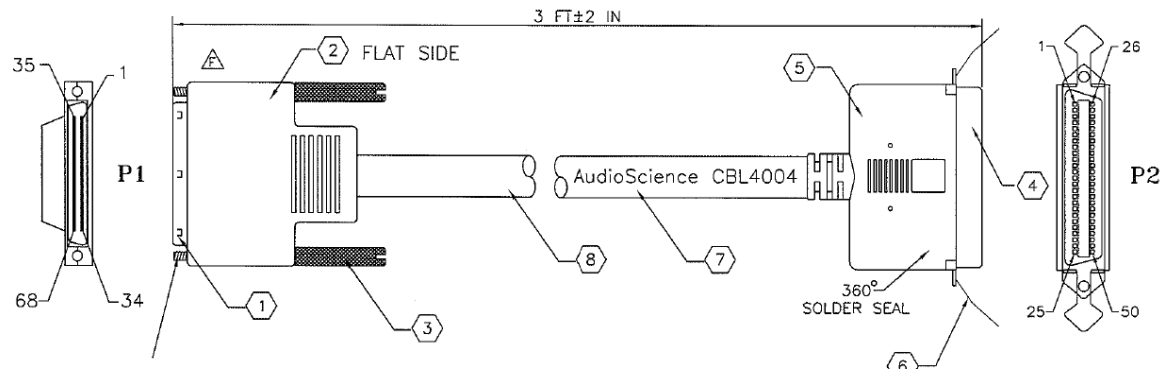 3 FT±2 IN
F
2 FLAT SIDE
35
1
5
1
26
P1
AudioScience CBL4004
4
P2
8
7
68
34
1
3
360°
SOLDER SEAL
25
50
6